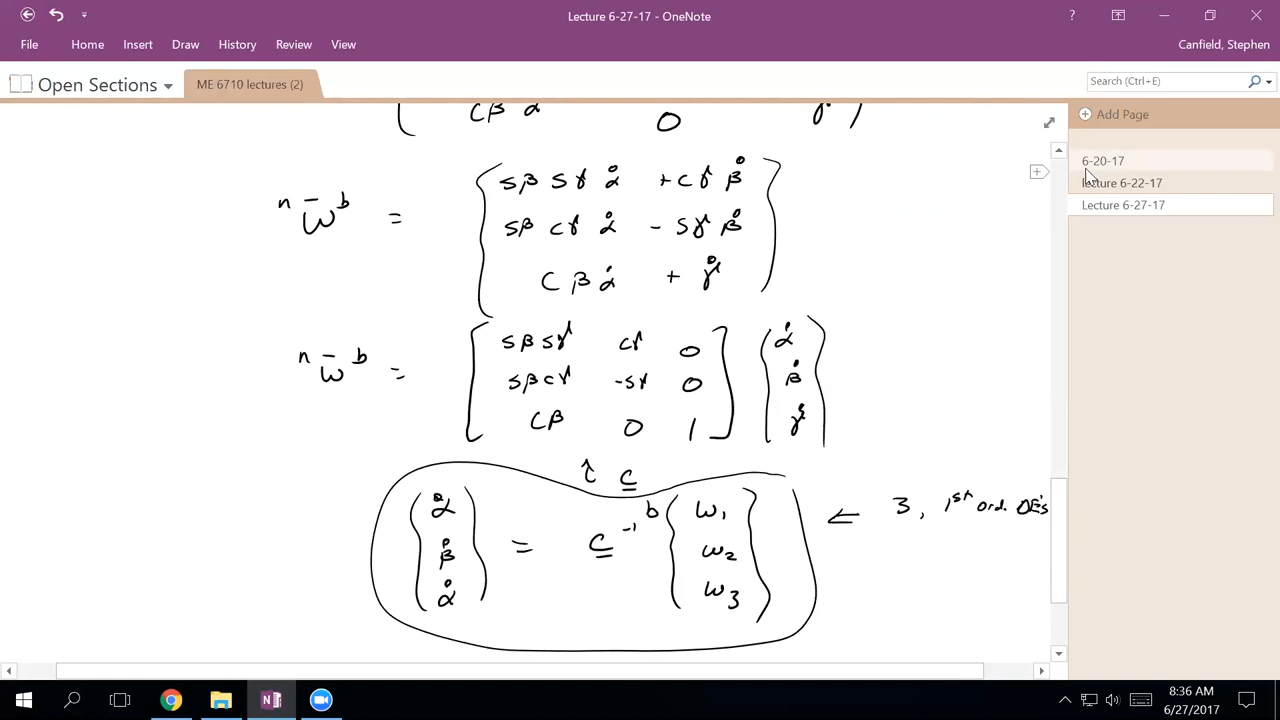 Lecture 6-27-17 - OneNote
File Home Insert Draw History Review View
Canfield, Stephen
Open Sections
ME 6710 lectures (2)
Search (Ctrl+E)
Add Page
6-20-17
Lecture 6-22-17
Lecture 6-27-17
cβ α̇ 0 γ̇
ⁿω̄ᵇ =
sβ sγ α̇ + cγ β̇
sβ cγ α̇ - sγ β̇
cβ α̇ + γ̇
ⁿω̄ᵇ =
sβ sγ cγ 0 α̇
sβ cγ -sγ 0 β̇
cβ 0 1 γ̇
↑ C
α̇ ω₁
β̇ = C⁻¹ b ω₂
α̇ ω₃
⇐ 3, 1st ord. DE's
8:36 AM
6/27/2017